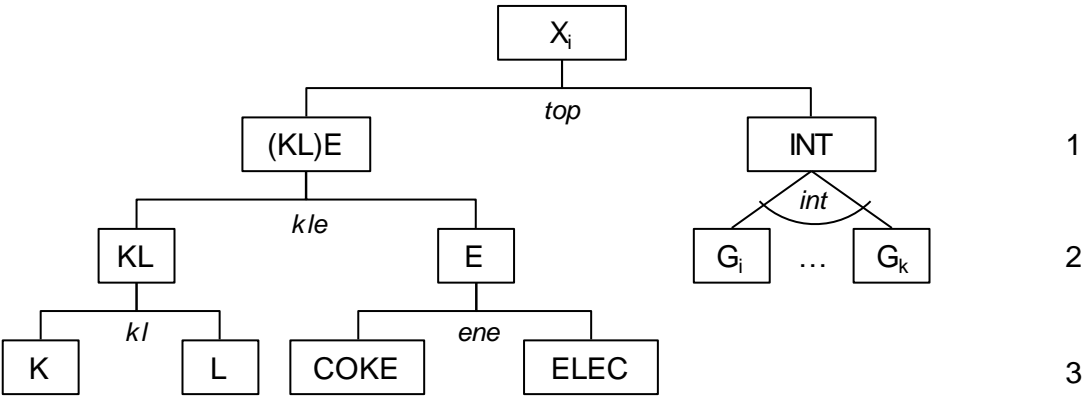 Xᵢ
top
(KL)E
INT
1
kle
int
KL
E
Gᵢ
…
Gₖ
2
kl
ene
K
L
COKE
ELEC
3